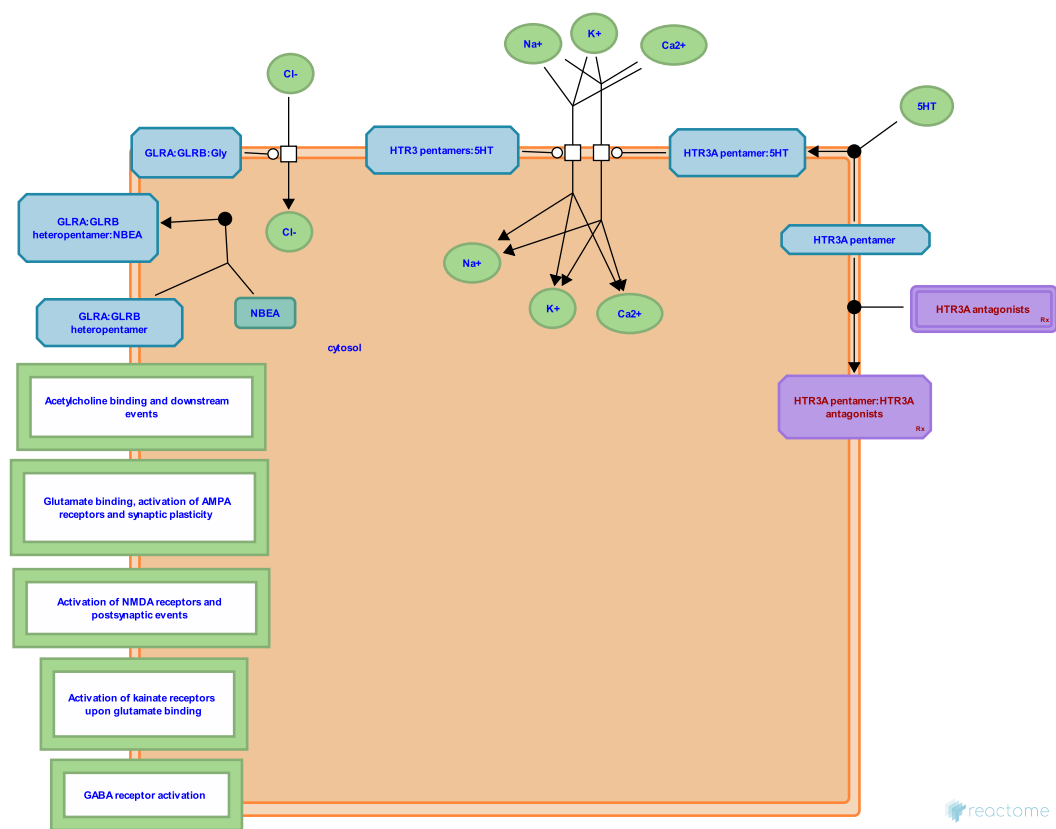 Na+
K+
Ca2+
Cl-
5HT
GLRA:GLRB:Gly
HTR3 pentamers:5HT
HTR3A pentamer:5HT
GLRA:GLRB
heteropentamer:NBEA
Cl-
HTR3A pentamer
Na+
K+
Ca2+
GLRA:GLRB
heteropentamer
NBEA
HTR3A antagonists
Rx
cytosol
Acetylcholine binding and downstream
events
HTR3A pentamer:HTR3A
antagonists
Rx
Glutamate binding, activation of AMPA
receptors and synaptic plasticity
Activation of NMDA receptors and
postsynaptic events
Activation of kainate receptors
upon glutamate binding
GABA receptor activation
reactome